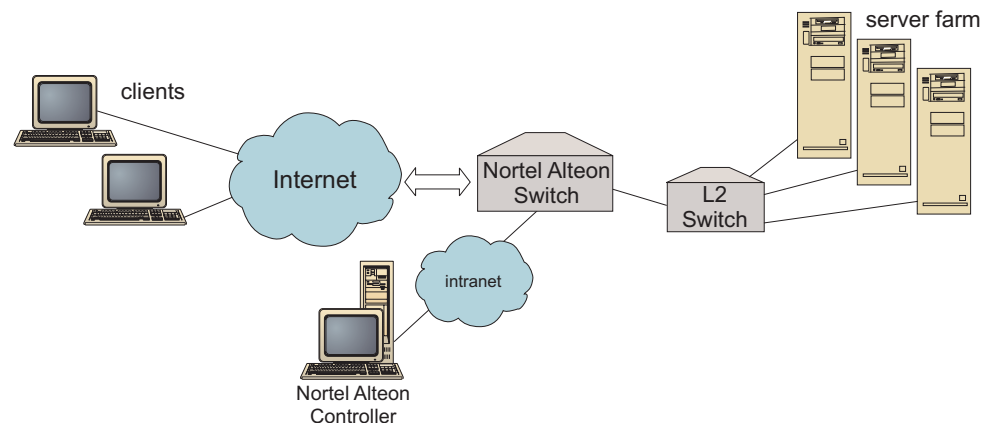 server farm
clients
Internet
Nortel Alteon
Switch
L2
Switch
intranet
Nortel Alteon
Controller